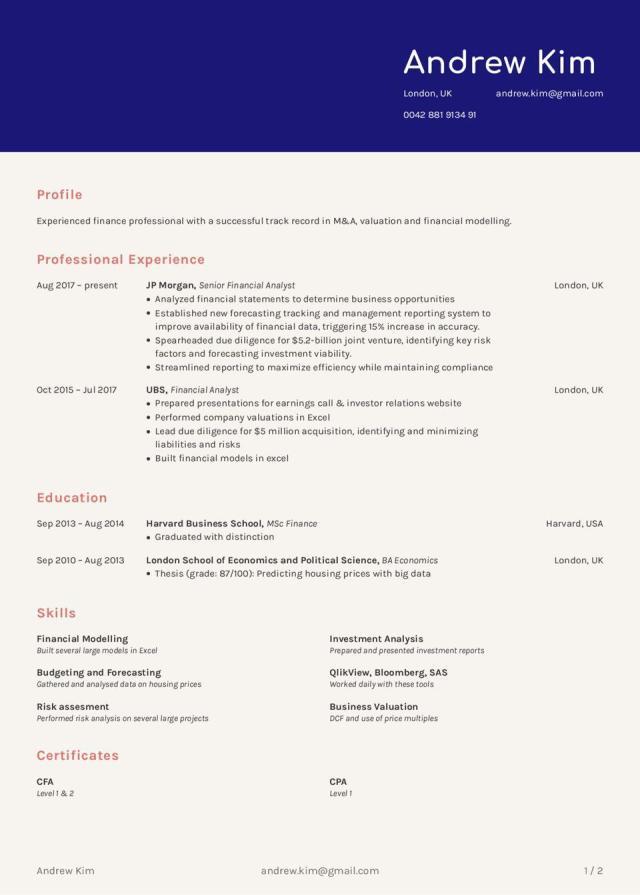 Andrew Kim
London, UK andrew.kim@gmail.com
0042 881 9134 91
Profile
Experienced finance professional with a successful track record in M&A, valuation and financial modelling.
Professional Experience
Aug 2017 – present JP Morgan, Senior Financial Analyst London, UK
• Analyzed financial statements to determine business opportunities
• Established new forecasting tracking and management reporting system to
improve availability of financial data, triggering 15% increase in accuracy.
• Spearheaded due diligence for $5.2-billion joint venture, identifying key risk
factors and forecasting investment viability.
• Streamlined reporting to maximize efficiency while maintaining compliance
Oct 2015 – Jul 2017 UBS, Financial Analyst London, UK
• Prepared presentations for earnings call & investor relations website
• Performed company valuations in Excel
• Lead due diligence for $5 million acquisition, identifying and minimizing
liabilities and risks
• Built financial models in excel
Education
Sep 2013 – Aug 2014 Harvard Business School, MSc Finance Harvard, USA
• Graduated with distinction
Sep 2010 – Aug 2013 London School of Economics and Political Science, BA Economics London, UK
• Thesis (grade: 87/100): Predicting housing prices with big data
Skills
Financial Modelling Investment Analysis
Built several large models in Excel Prepared and presented investment reports
Budgeting and Forecasting QlikView, Bloomberg, SAS
Gathered and analysed data on housing prices Worked daily with these tools
Risk assesment Business Valuation
Performed risk analysis on several large projects DCF and use of price multiples
Certificates
CFA CPA
Level 1 & 2 Level 1
Andrew Kim andrew.kim@gmail.com 1 / 2